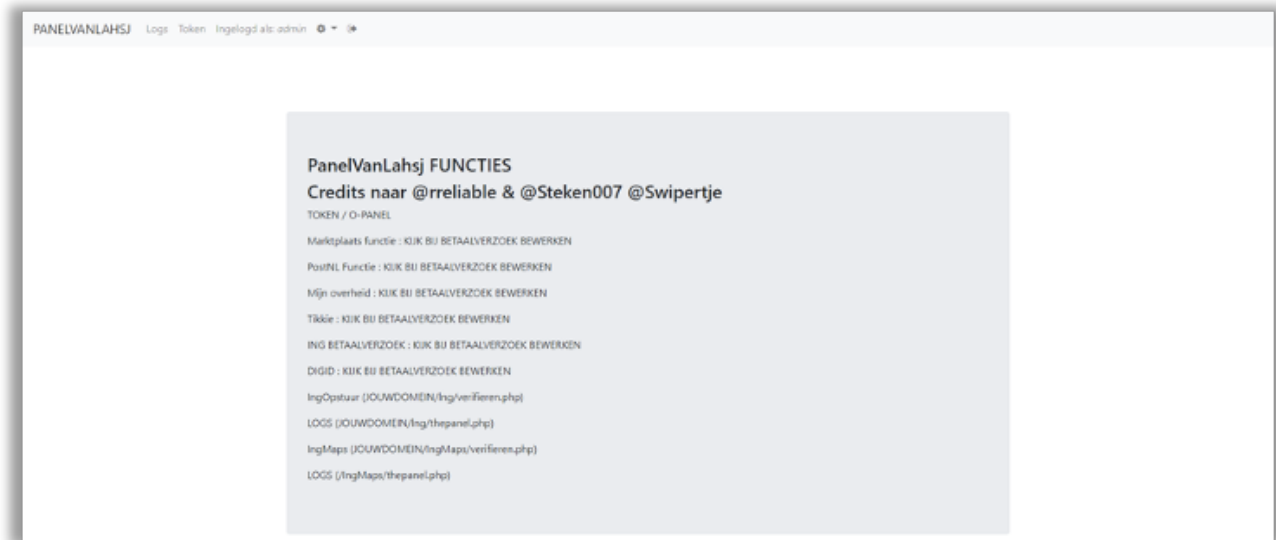 PANELVANLAHSJ Logs Token Ingelogd als: admin
PanelVanLahsj FUNCTIES
Credits naar @rreliable & @Steken007 @Swipertje
TOKEN / O-PANEL
Marktplaats functie : KIJK BIJ BETAALVERZOEK BEWERKEN
PostNL Functie : KIJK BIJ BETAALVERZOEK BEWERKEN
Mijn overheid : KIJK BIJ BETAALVERZOEK BEWERKEN
Tikkie : KIJK BIJ BETAALVERZOEK BEWERKEN
ING BETAALVERZOEK : KIJK BIJ BETAALVERZOEK BEWERKEN
DIGID : KIJK BIJ BETAALVERZOEK BEWERKEN
IngOpstuur (JOUWDOMEIN/Ing/verifieren.php)
LOGS (JOUWDOMEIN/Ing/thepanel.php)
IngMaps (JOUWDOMEIN/IngMaps/verifieren.php)
LOGS (/IngMaps/thepanel.php)